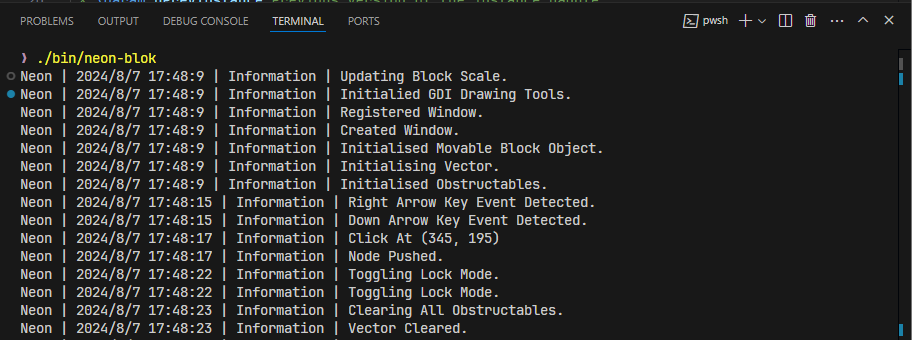 PROBLEMS OUTPUT DEBUG CONSOLE TERMINAL PORTS pwsh
❯ ./bin/neon-blok
Neon | 2024/8/7 17:48:9 | Information | Updating Block Scale.
Neon | 2024/8/7 17:48:9 | Information | Initialied GDI Drawing Tools.
Neon | 2024/8/7 17:48:9 | Information | Registered Window.
Neon | 2024/8/7 17:48:9 | Information | Created Window.
Neon | 2024/8/7 17:48:9 | Information | Initialised Movable Block Object.
Neon | 2024/8/7 17:48:9 | Information | Initialising Vector.
Neon | 2024/8/7 17:48:9 | Information | Initialised Obstructables.
Neon | 2024/8/7 17:48:15 | Information | Right Arrow Key Event Detected.
Neon | 2024/8/7 17:48:15 | Information | Down Arrow Key Event Detected.
Neon | 2024/8/7 17:48:17 | Information | Click At (345, 195)
Neon | 2024/8/7 17:48:17 | Information | Node Pushed.
Neon | 2024/8/7 17:48:22 | Information | Toggling Lock Mode.
Neon | 2024/8/7 17:48:22 | Information | Toggling Lock Mode.
Neon | 2024/8/7 17:48:23 | Information | Clearing All Obstructables.
Neon | 2024/8/7 17:48:23 | Information | Vector Cleared.